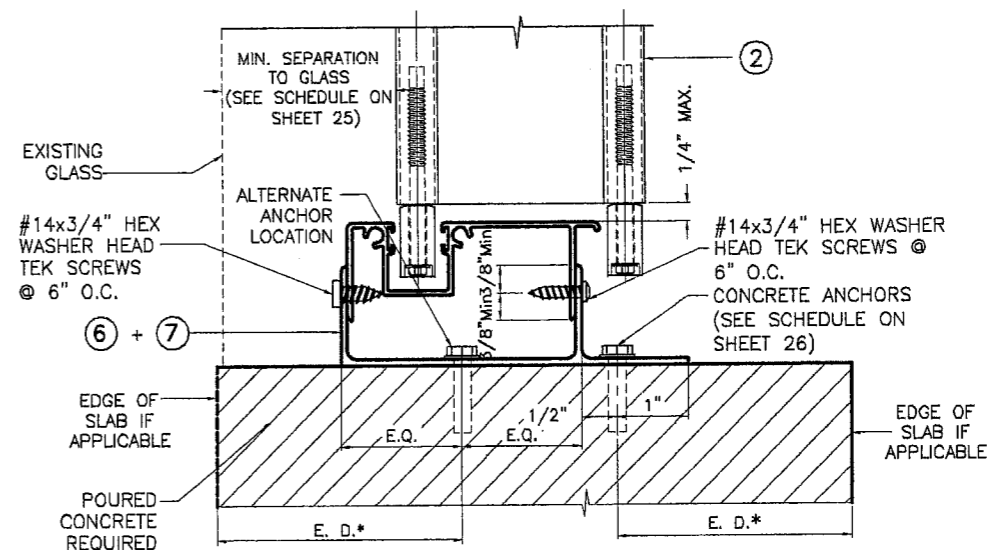 MIN. SEPARATION
TO GLASS
(SEE SCHEDULE ON
SHEET 25)
2
1/4" MAX.
EXISTING
GLASS
ALTERNATE
ANCHOR
LOCATION
#14x3/4" HEX
WASHER HEAD
TEK SCREWS
@ 6" O.C.
#14x3/4" HEX WASHER
HEAD TEK SCREWS @
6" O.C.
3/8"Min
3/8"Min
CONCRETE ANCHORS
(SEE SCHEDULE ON
SHEET 26)
6 + 7
EDGE OF
SLAB IF
APPLICABLE
1/2"
1"
E.Q.
E.Q.
EDGE OF
SLAB IF
APPLICABLE
POURED
CONCRETE
REQUIRED
E. D.*
E. D.*